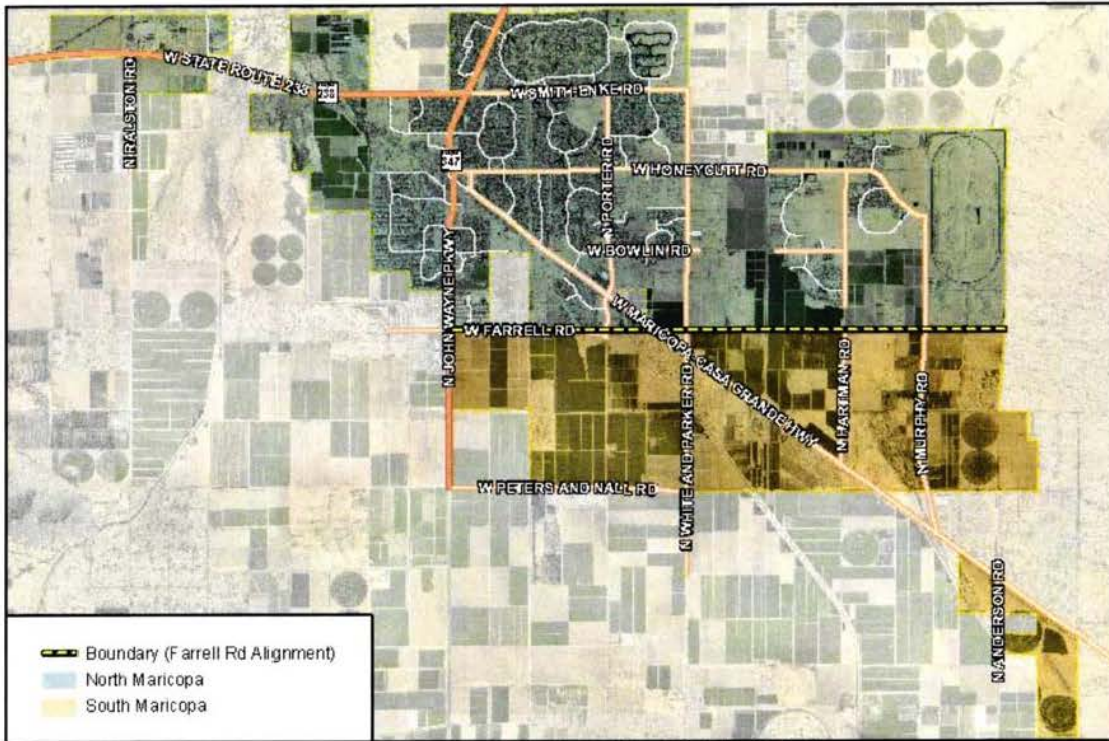 W STATE ROUTE 238
238
N RALSTON RD
W SMITH-ENKE RD
347
W HONEYCUTT RD
N PORTER RD
W BOWLIN RD
N JOHN WAYNE PKWY
W FARRELL RD
W MARICOPA-CASA GRANDE HWY
N WHITE AND PARKER RD
N HARTMAN RD
N MURPHY RD
W PETERS AND NALL RD
N ANDERSON RD
Boundary (Farrell Rd Alignment)
North Maricopa
South Maricopa